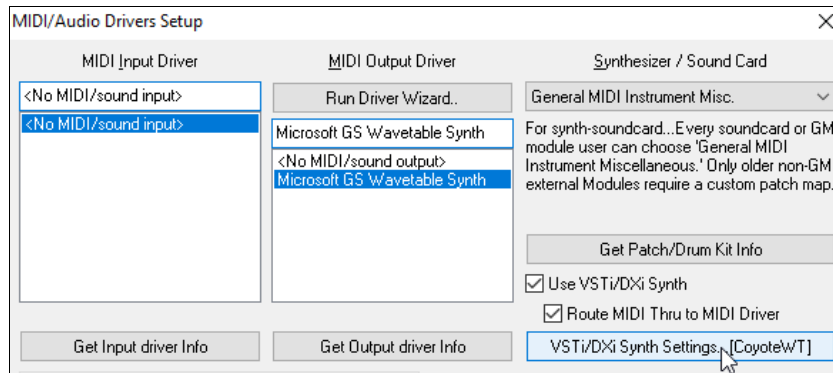 MIDI/Audio Drivers Setup
MIDI Input Driver
<No MIDI/sound input>
<No MIDI/sound input>
Get Input driver Info
MIDI Output Driver
Run Driver Wizard..
Microsoft GS Wavetable Synth
<No MIDI/sound output>
Microsoft GS Wavetable Synth
Get Output driver Info
Synthesizer / Sound Card
General MIDI Instrument Misc.
For synth-soundcard...Every soundcard or GM
module user can choose 'General MIDI
Instrument Miscellaneous.' Only older non-GM
external Modules require a custom patch map.
Get Patch/Drum Kit Info
Use VSTi/DXi Synth
Route MIDI Thru to MIDI Driver
VSTi/DXi Synth Settings.. [CoyoteWT]